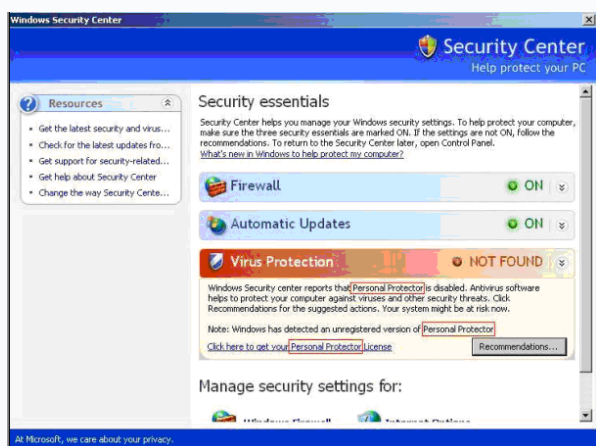 Windows Security Center
Security Center
Help protect your PC
Resources
Get the latest security and virus...
Check for the latest updates fro...
Get support for security-related...
Get help about Security Center
Change the way Security Cente...
Security essentials
Security Center helps you manage your Windows security settings. To help protect your computer,
make sure the three security essentials are marked ON. If the settings are not ON, follow the
recommendations. To return to the Security Center later, open Control Panel.
What's new in Windows to help protect my computer?
Firewall
ON
Automatic Updates
ON
Virus Protection
NOT FOUND
Windows Security center reports that Personal Protector is disabled. Antivirus software
helps to protect your computer against viruses and other security threats. Click
Recommendations for the suggested actions. Your system might be at risk now.
Note: Windows has detected an unregistered version of Personal Protector
Click here to get your Personal Protector License
Recommendations...
Manage security settings for:
Windows Firewall
Internet Options
At Microsoft, we care about your privacy.